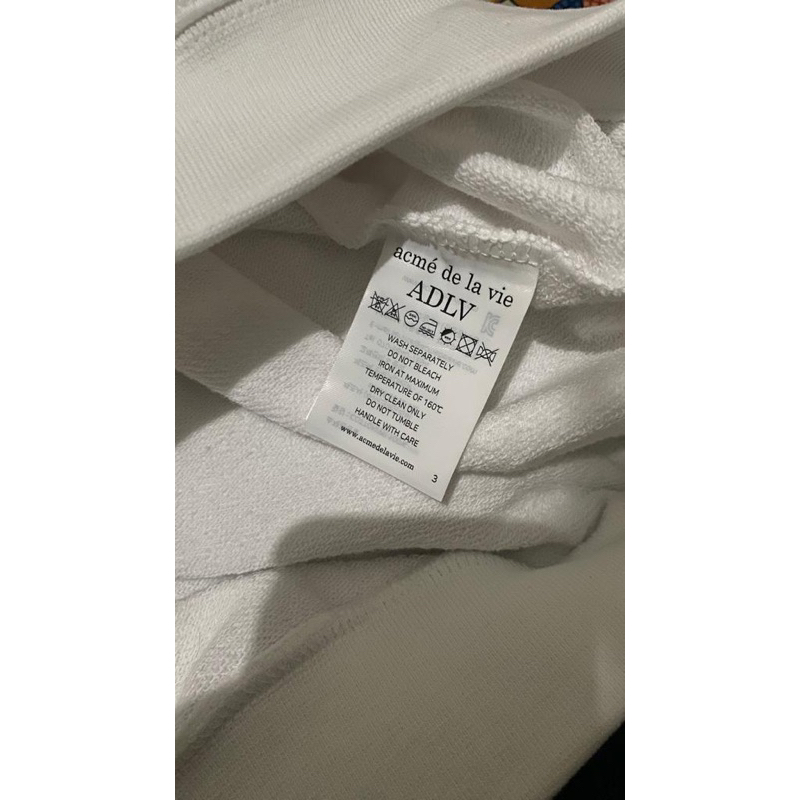 acmé de la vie
ADLV
WASH SEPARATELY
DO NOT BLEACH
IRON AT MAXIMUM
TEMPERATURE OF 160℃
DRY CLEAN ONLY
DO NOT TUMBLE
HANDLE WITH CARE
www.acmedelavie.com
3